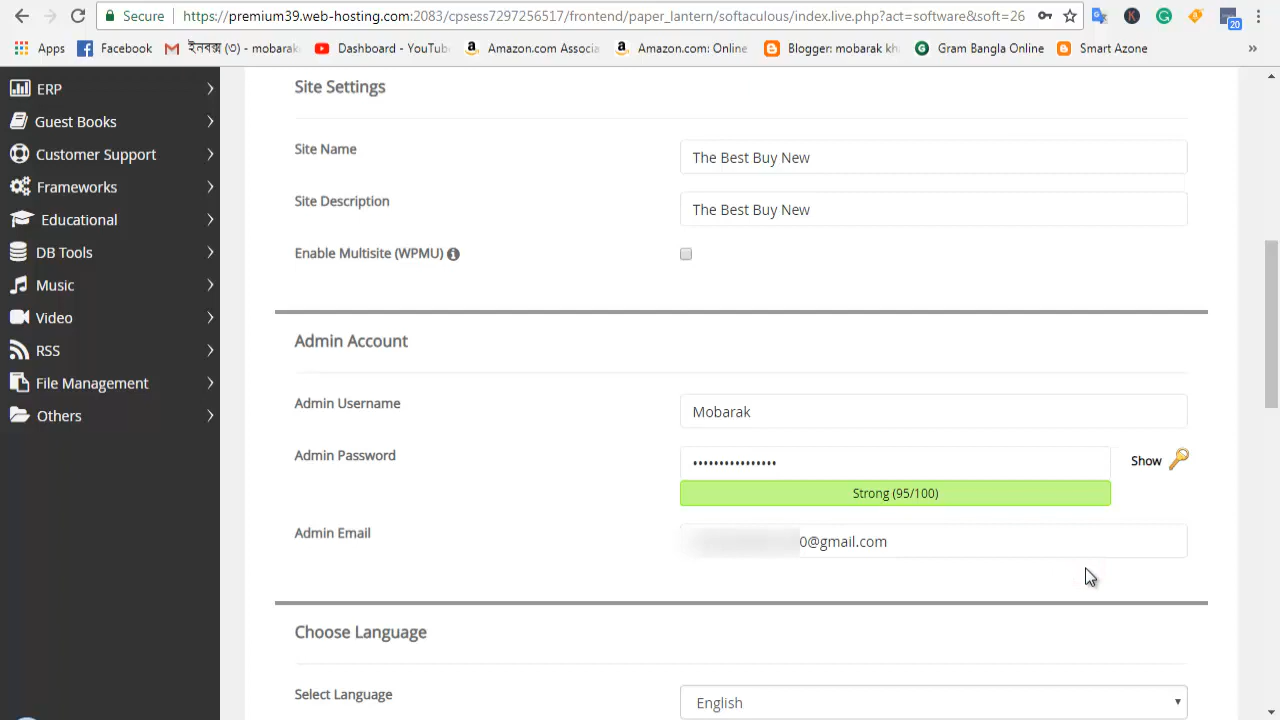 Secure https://premium39.web-hosting.com:2083/cpsess7297256517/frontend/paper_lantern/softaculous/index.live.php?act=software&soft=26
20
Apps Facebook ইনবক্স (৩) - mobarak Dashboard - YouTub Amazon.com Associa Amazon.com: Online Blogger: mobarak kh Gram Bangla Online Smart Azone »
ERP
Guest Books
Customer Support
Frameworks
Educational
DB Tools
Music
Video
RSS
File Management
Others
Site Settings
Site Name The Best Buy New
Site Description The Best Buy New
Enable Multisite (WPMU)
Admin Account
Admin Username Mobarak
Admin Password •••••••••••••••• Show
Strong (95/100)
Admin Email 0@gmail.com
Choose Language
Select Language English